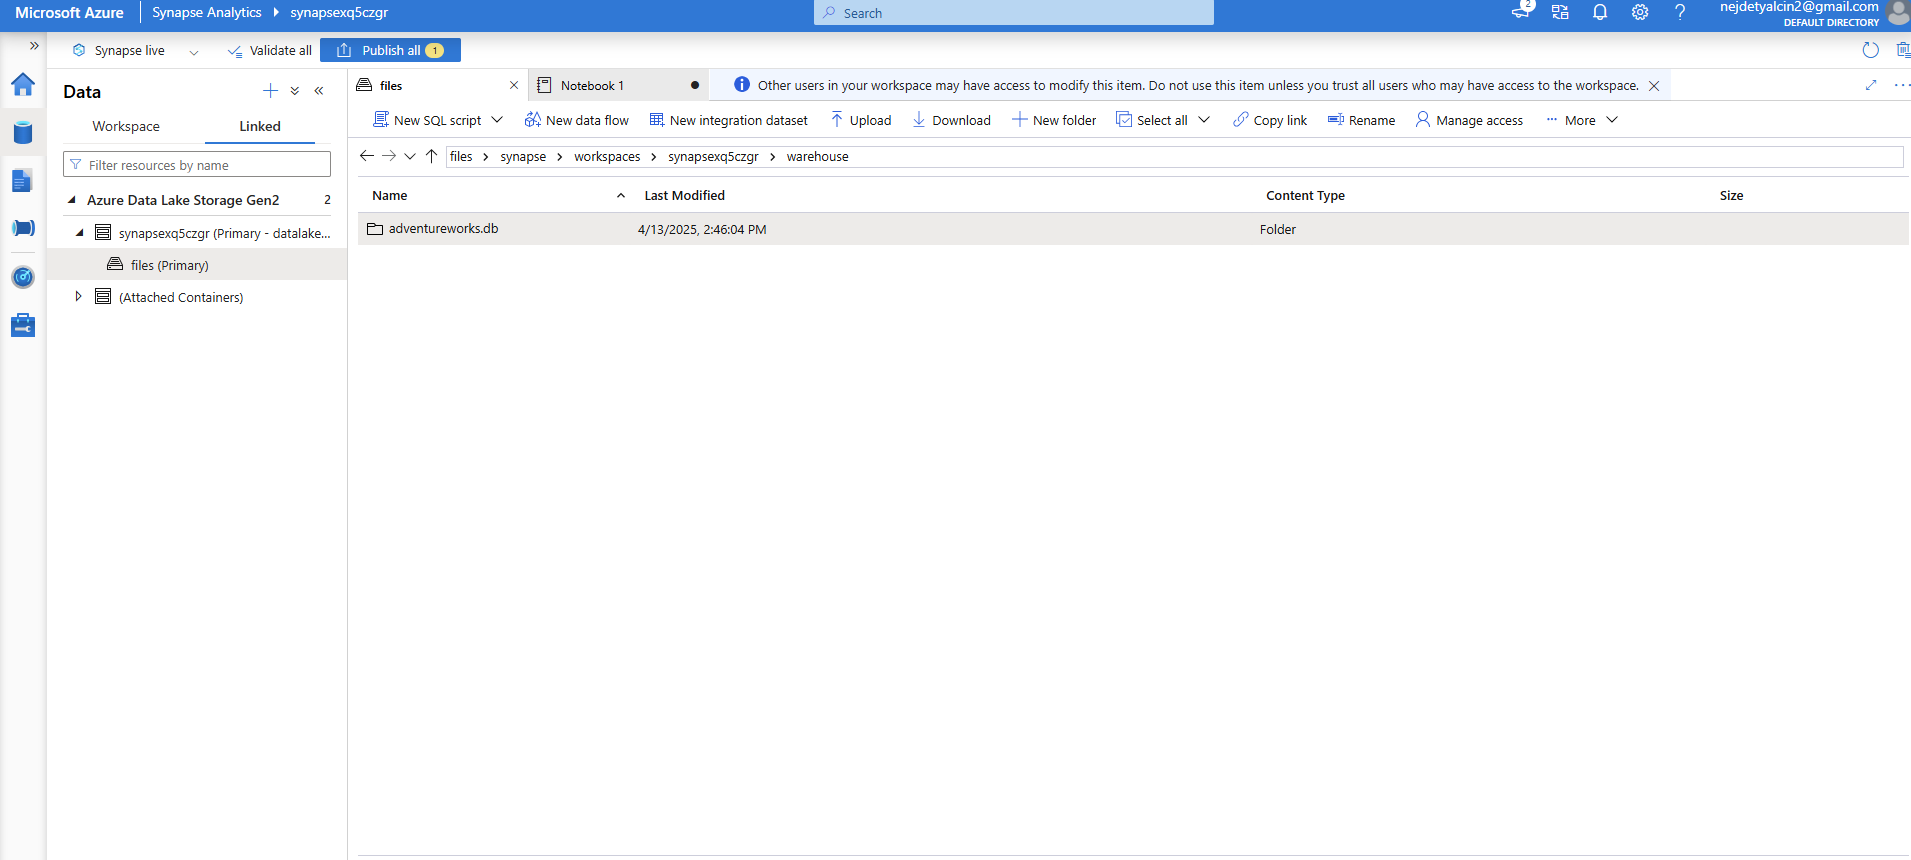 Microsoft Azure
Synapse Analytics
synapsexq5czgr
Search
2
nejdetyalcin2@gmail.com
DEFAULT DIRECTORY
Synapse live
Validate all
Publish all
1
Data
Workspace
Linked
Filter resources by name
Azure Data Lake Storage Gen2
2
synapsexq5czgr (Primary - datalake...
files (Primary)
(Attached Containers)
files
Notebook 1
Other users in your workspace may have access to modify this item. Do not use this item unless you trust all users who may have access to the workspace.
New SQL script
New data flow
New integration dataset
Upload
Download
New folder
Select all
Copy link
Rename
Manage access
More
files
synapse
workspaces
synapsexq5czgr
warehouse
Name
Last Modified
Content Type
Size
adventureworks.db
4/13/2025, 2:46:04 PM
Folder